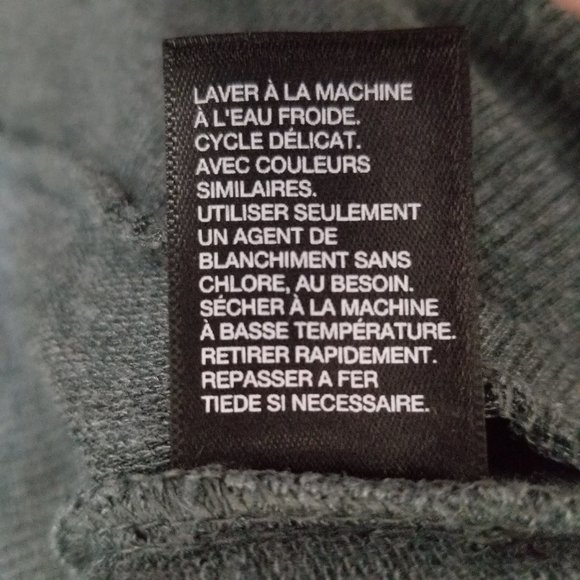 LAVER À LA MACHINE
À L'EAU FROIDE.
CYCLE DÉLICAT.
AVEC COULEURS
SIMILAIRES.
UTILISER SEULEMENT
UN AGENT DE
BLANCHIMENT SANS
CHLORE, AU BESOIN.
SÉCHER À LA MACHINE
À BASSE TEMPÉRATURE.
RETIRER RAPIDEMENT.
REPASSER A FER
TIEDE SI NECESSAIRE.